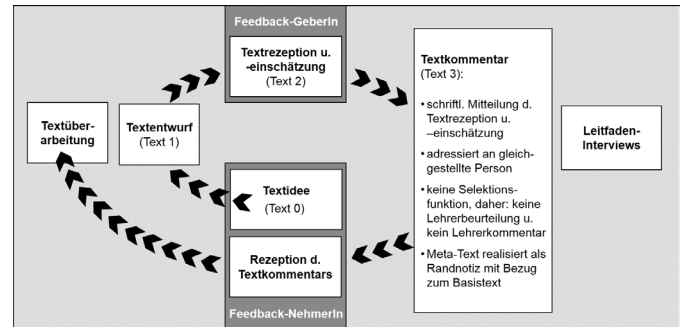 Feedback-GeberIn
Textrezeption u.
-einschätzung
(Text 2)
Textkommentar
(Text 3):
• schriftl. Mitteilung d.
Textrezeption u.
–einschätzung
• adressiert an gleich-
gestellte Person
• keine Selektions-
funktion, daher: keine
Lehrerbeurteilung u.
kein Lehrerkommentar
• Meta-Text realisiert als
Randnotiz mit Bezug
zum Basistext
Leitfaden-
Interviews
Textüber-
arbeitung
Textentwurf
(Text 1)
Textidee
(Text 0)
Rezeption d.
Textkommentars
Feedback-NehmerIn